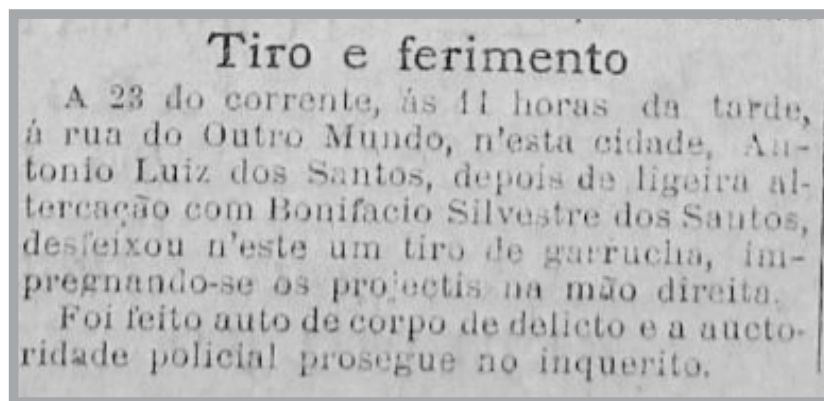 Tiro e ferimento
A 23 do corrente, ás 11 horas da tarde,
á rua do Outro Mundo, n'esta cidade, An-
tonio Luiz dos Santos, depois de ligeira al-
tercação com Bonifacio Silvestre dos Santos,
desfeixou n'este um tiro de garrucha, im-
pregnando-se os projectis na mão direita.
Foi feito auto de corpo de delicto e a aucto-
ridade policial prosegue no inquerito.